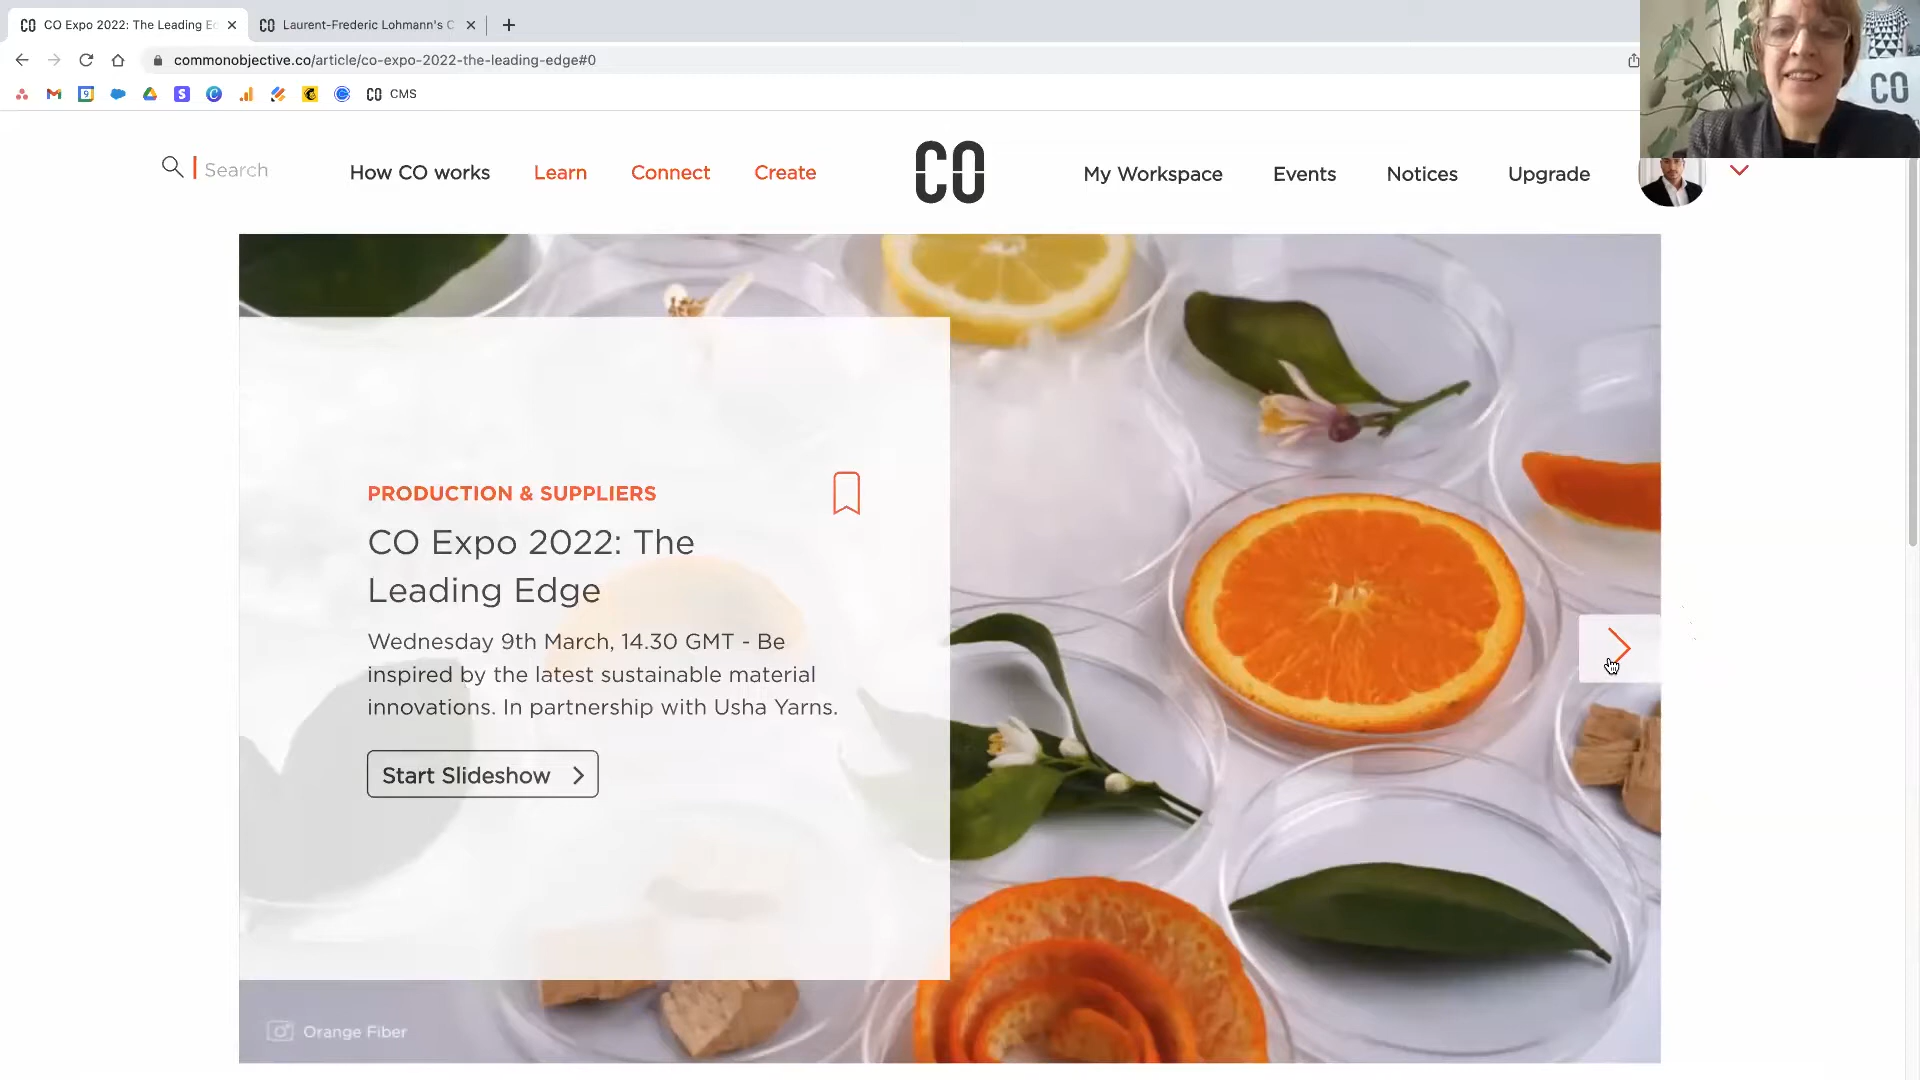 CO Expo 2022: The Leading E
Laurent-Frederic Lohmann's C
commonobjective.co/article/co-expo-2022-the-leading-edge#0
CO CMS
Search
How CO works
Learn
Connect
Create
CO
My Workspace
Events
Notices
Upgrade
CO
PRODUCTION & SUPPLIERS
CO Expo 2022: The
Leading Edge
Wednesday 9th March, 14.30 GMT - Be
inspired by the latest sustainable material
innovations. In partnership with Usha Yarns.
Start Slideshow
Orange Fiber